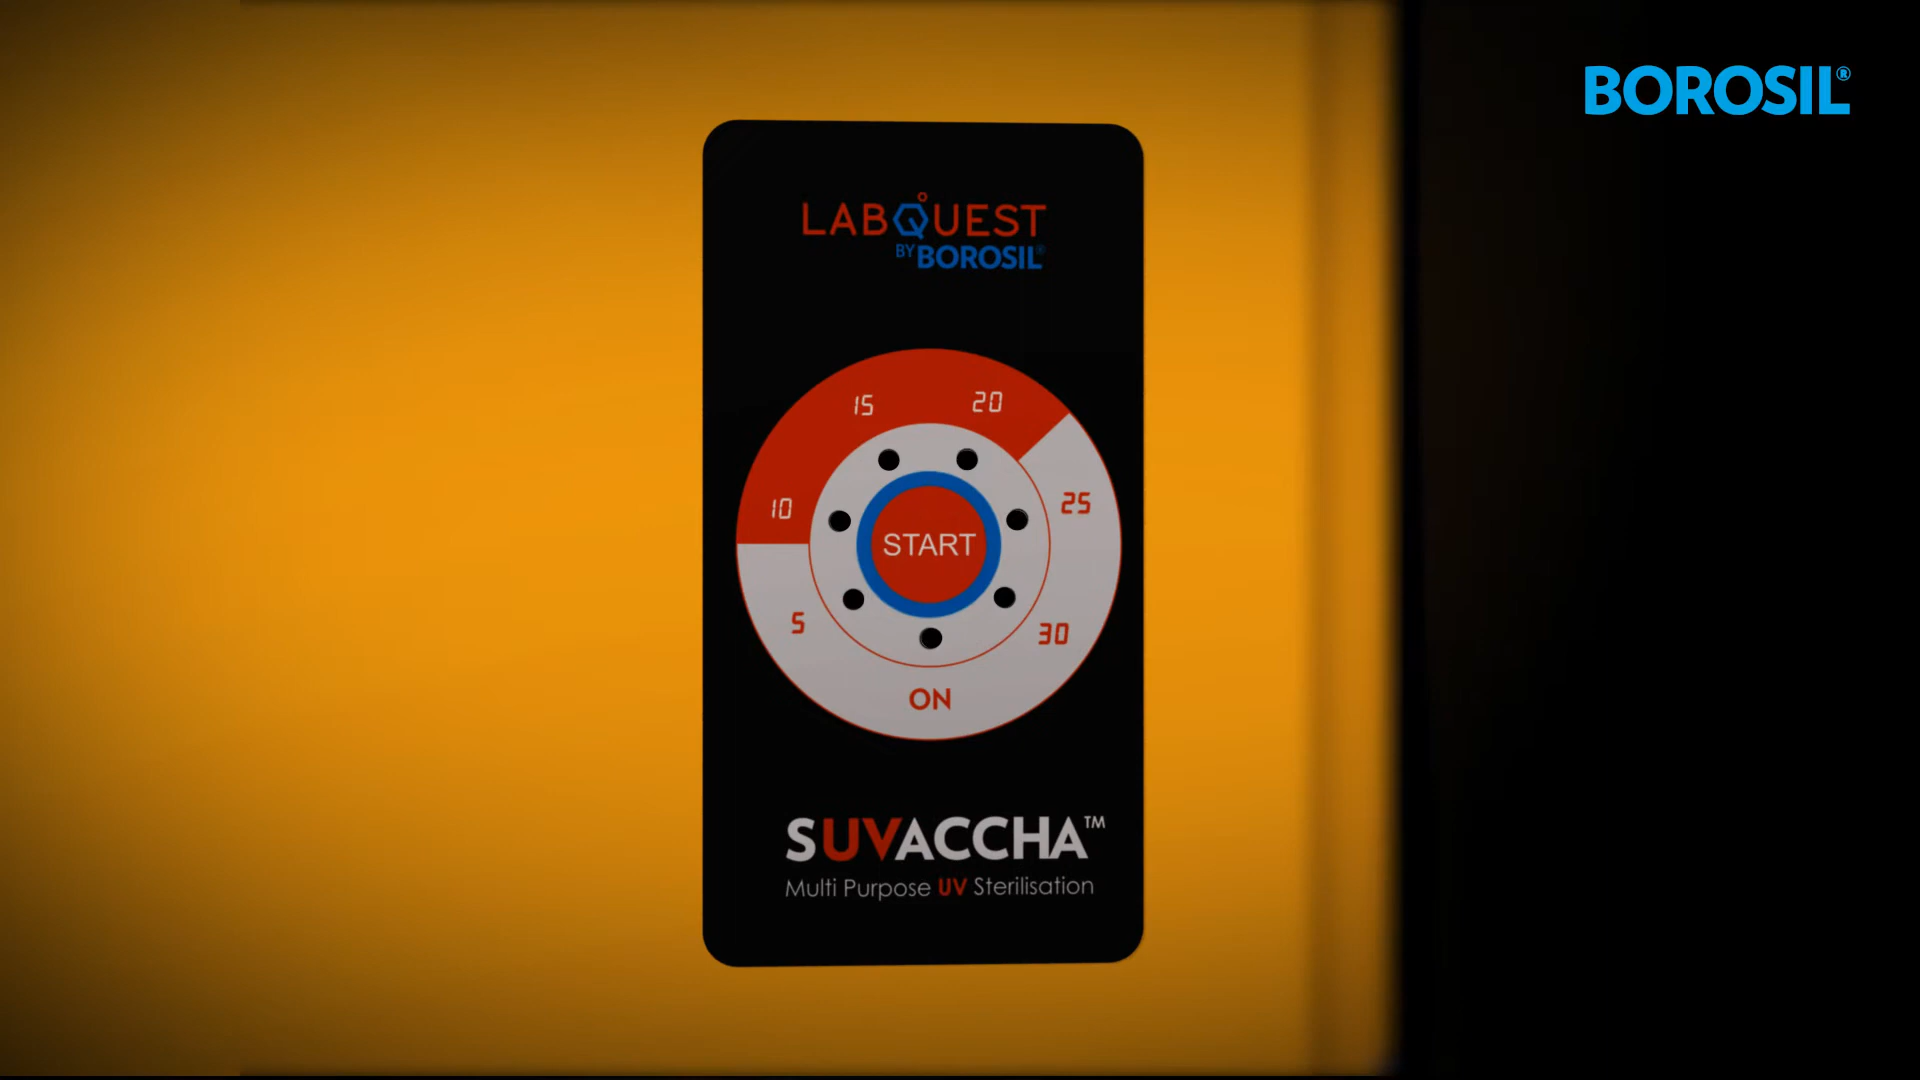 BOROSIL®
LABQUEST
BY BOROSIL®
15 20
10 25
START
5 30
ON
SUVACCHA™
Multi Purpose UV Sterilisation